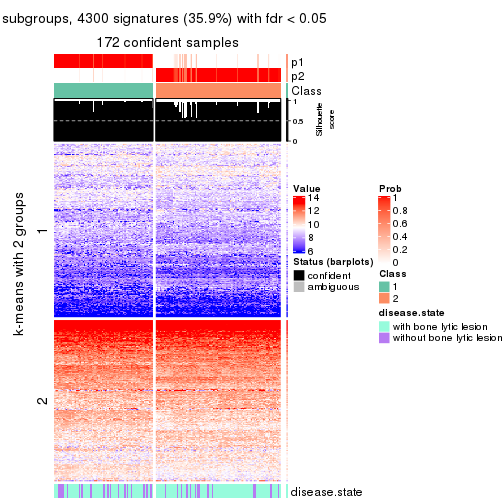 subgroups, 4300 signatures (35.9%) with fdr < 0.05
172 confident samples
p1
p2
Class
1
0.5
0
Silhouette
score
k-means with 2 groups
1
2
Value
14
12
10
8
6
Status (barplots)
confident
ambiguous
Prob
1
0.8
0.6
0.4
0.2
0
Class
1
2
disease.state
with bone lytic lesion
without bone lytic lesion
disease.state